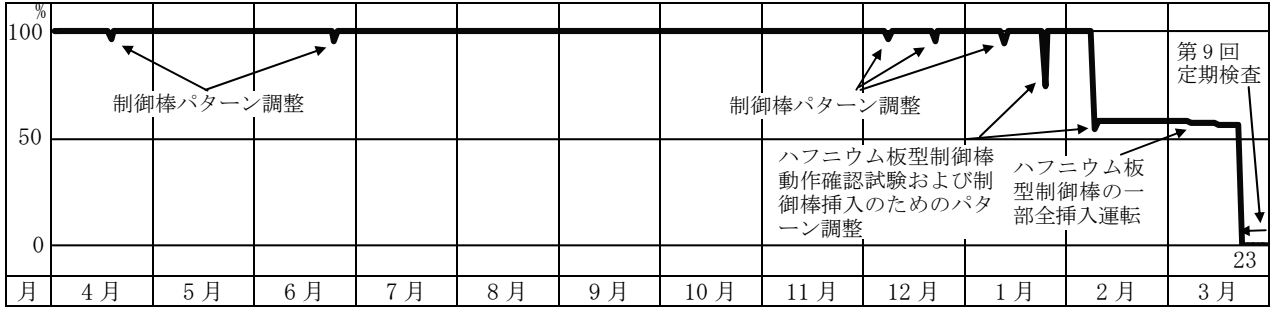 %
100
50
0
制御棒パターン調整
制御棒パターン調整
第９回
定期検査
ハフニウム板型制御棒
動作確認試験および制
御棒挿入のためのパタ
ーン調整
ハフニウム板
型制御棒の一
部全挿入運転
23
月 ４月 ５月 ６月 ７月 ８月 ９月 10月 11月 12月 １月 ２月 ３月